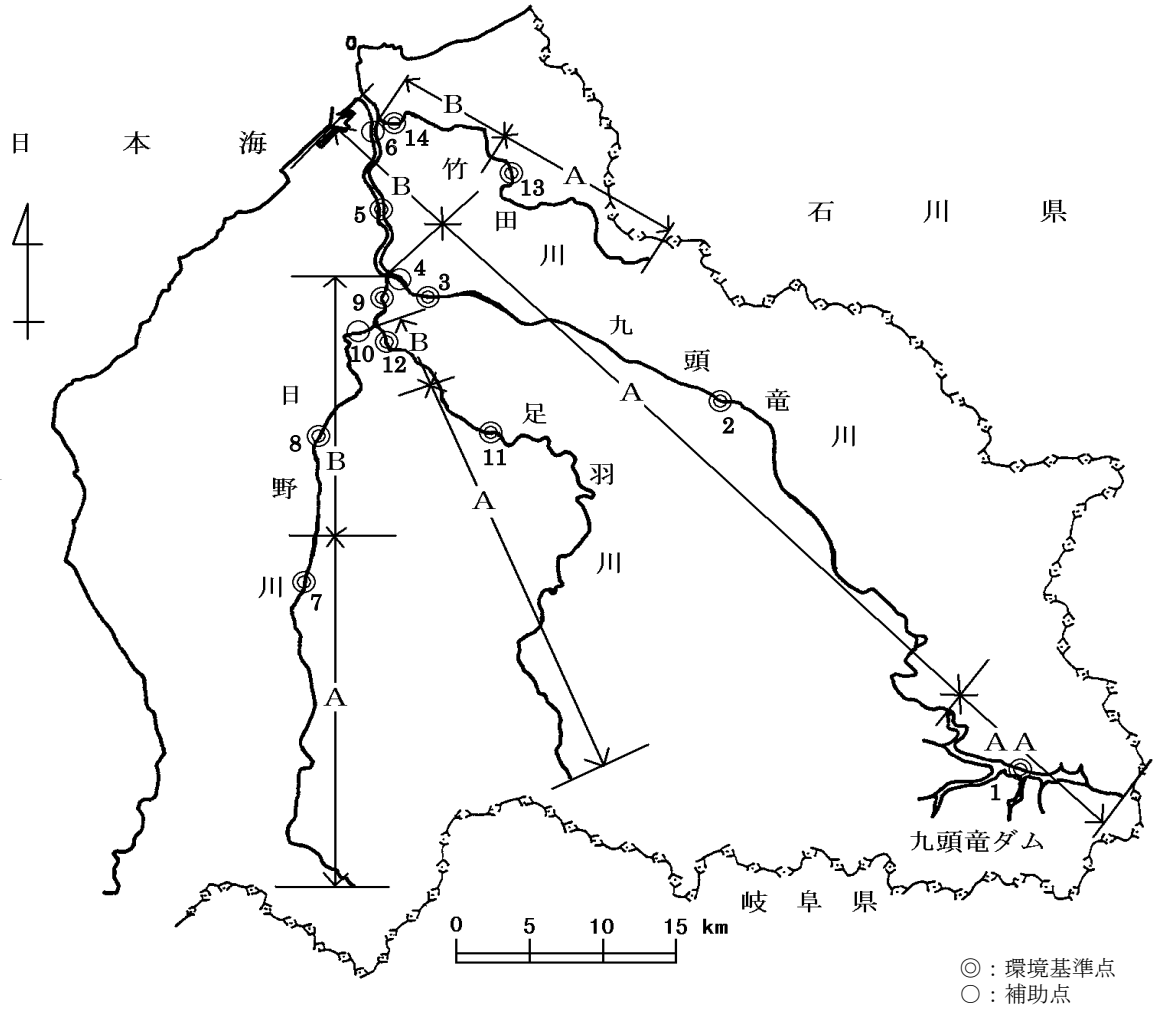 日本海
石川県
岐阜県
竹田川
九頭竜川
日野川
足羽川
九頭竜ダム
B
A
B
A
AA
B
A
B
A
1
2
3
4
5
6
7
8
9
10
11
12
13
14
0 5 10 15 km
◎：環境基準点
○：補助点